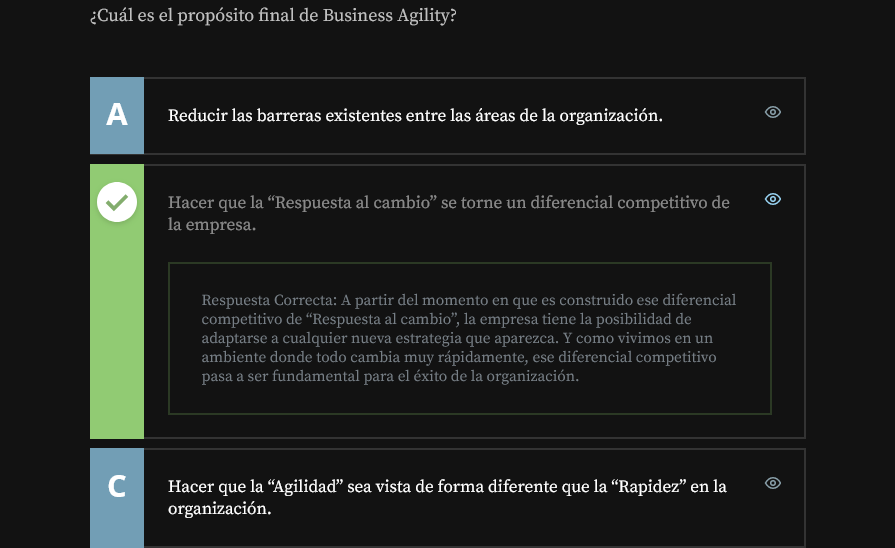 ¿Cuál es el propósito final de Business Agility?
A
Reducir las barreras existentes entre las áreas de la organización.
Hacer que la “Respuesta al cambio” se torne un diferencial competitivo de
la empresa.
Respuesta Correcta: A partir del momento en que es construido ese diferencial
competitivo de “Respuesta al cambio”, la empresa tiene la posibilidad de
adaptarse a cualquier nueva estrategia que aparezca. Y como vivimos en un
ambiente donde todo cambia muy rápidamente, ese diferencial competitivo
pasa a ser fundamental para el éxito de la organización.
C
Hacer que la “Agilidad” sea vista de forma diferente que la “Rapidez” en la
organización.